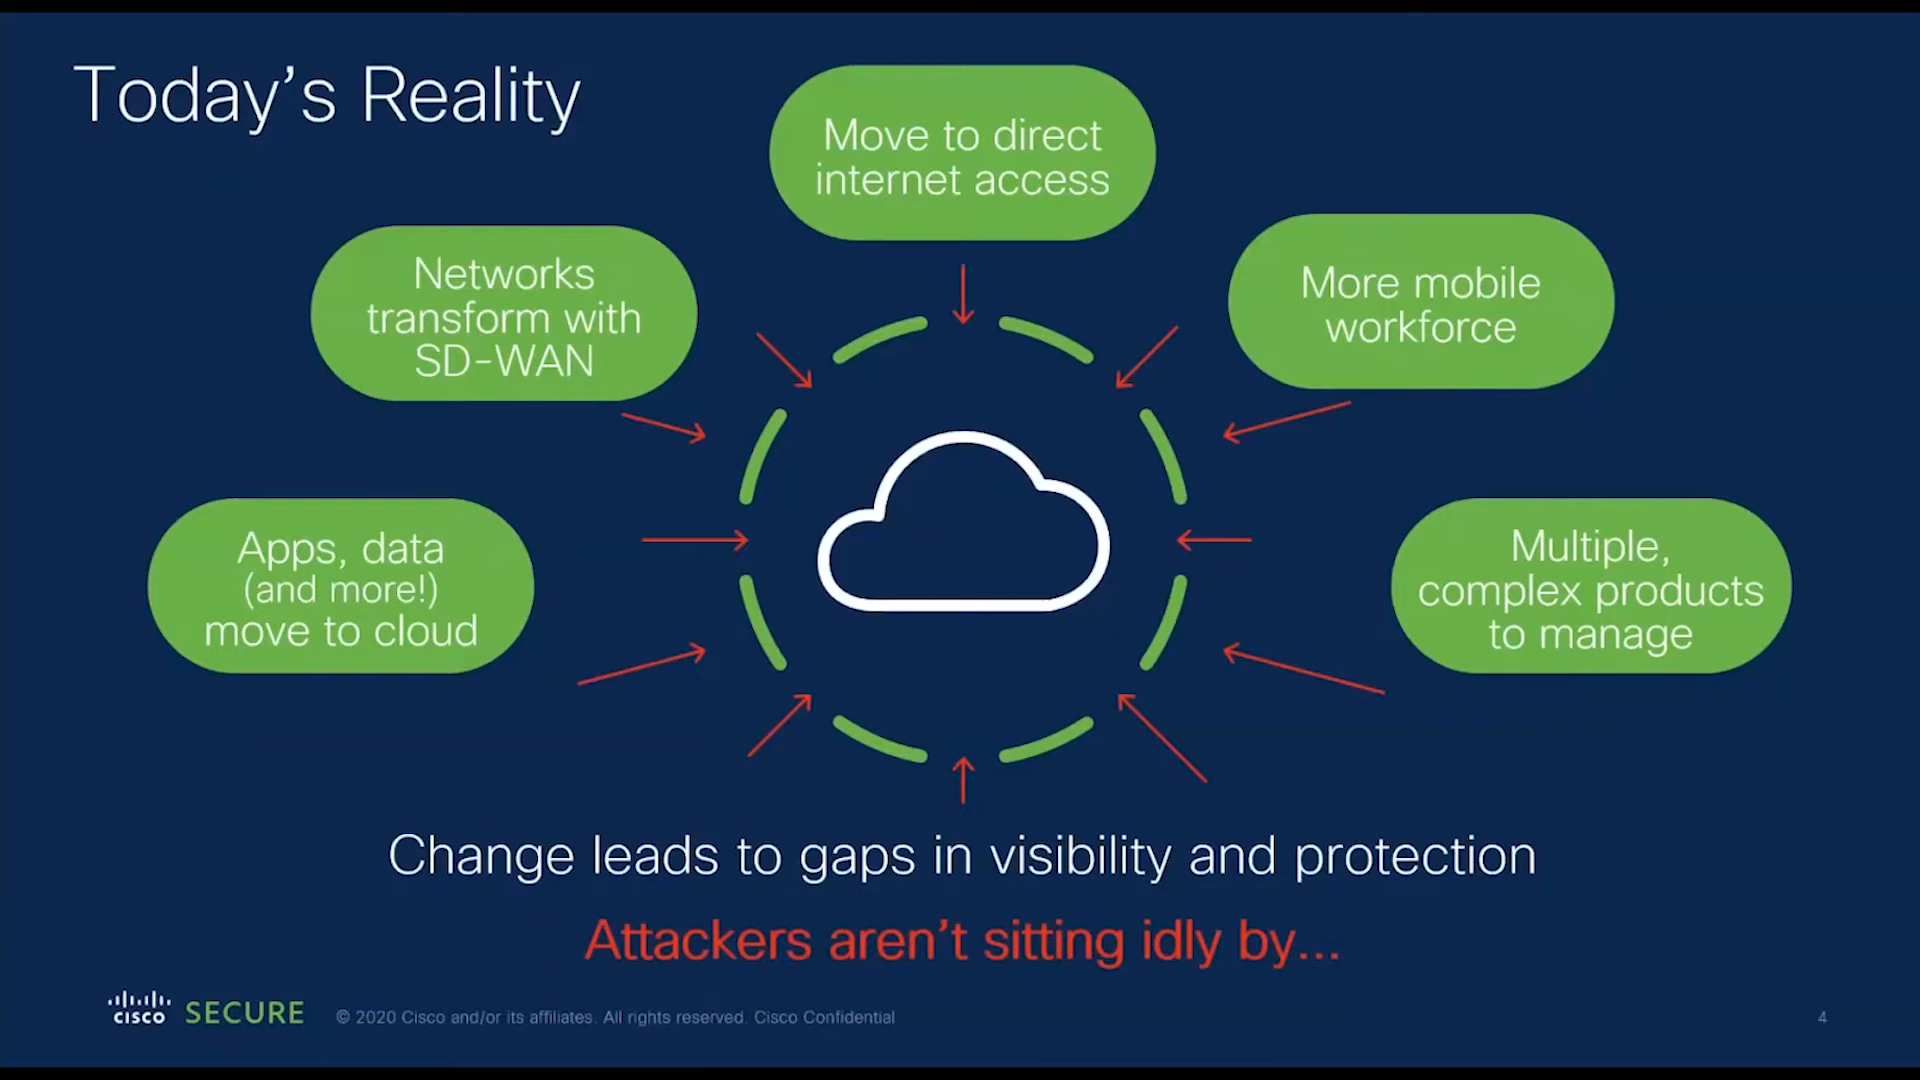 Today's Reality
Move to direct
internet access
Networks
transform with
SD-WAN
More mobile
workforce
Apps, data
(and more!)
move to cloud
Multiple,
complex products
to manage
Change leads to gaps in visibility and protection
Attackers aren't sitting idly by...
CISCO SECURE © 2020 Cisco and/or its affiliates. All rights reserved. Cisco Confidential 4